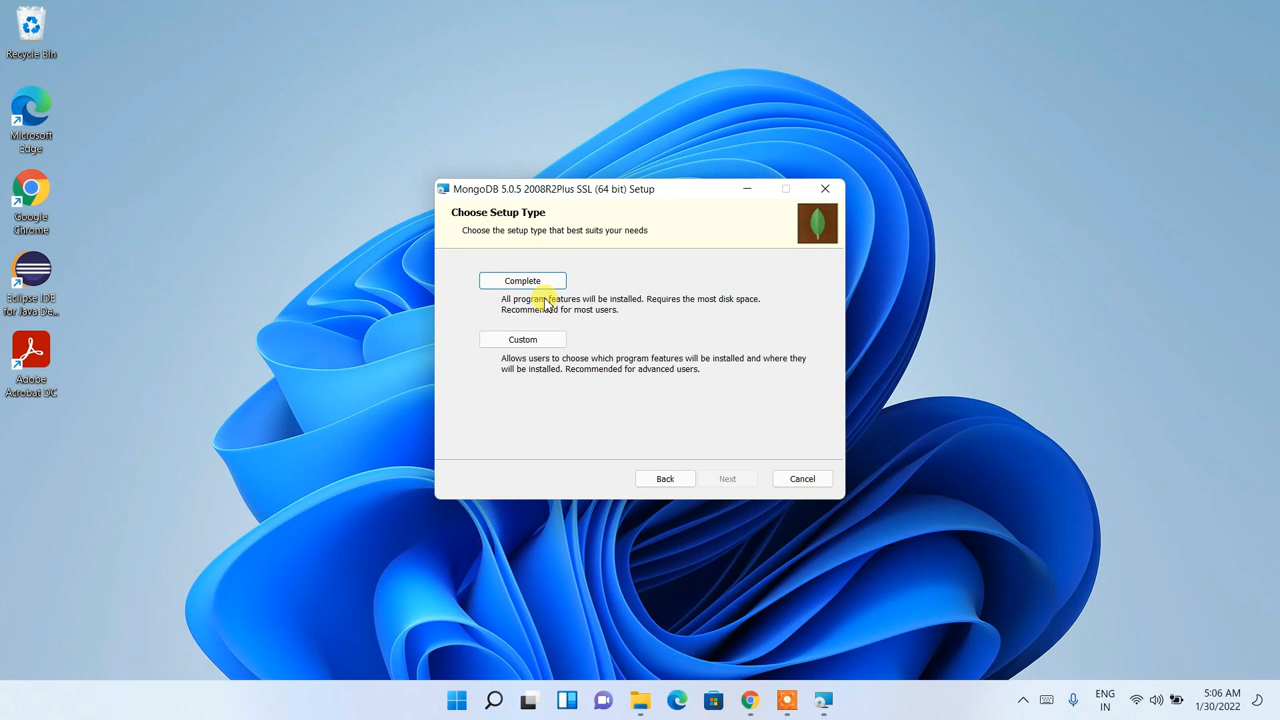 Recycle Bin
Microsoft
Edge
Google
Chrome
Eclipse IDE
for Java De...
Adobe
Acrobat DC
MongoDB 5.0.5 2008R2Plus SSL (64 bit) Setup
Choose Setup Type
Choose the setup type that best suits your needs
Complete
All program features will be installed. Requires the most disk space.
Recommended for most users.
Custom
Allows users to choose which program features will be installed and where they
will be installed. Recommended for advanced users.
Back
Next
Cancel
ENG
IN
5:06 AM
1/30/2022